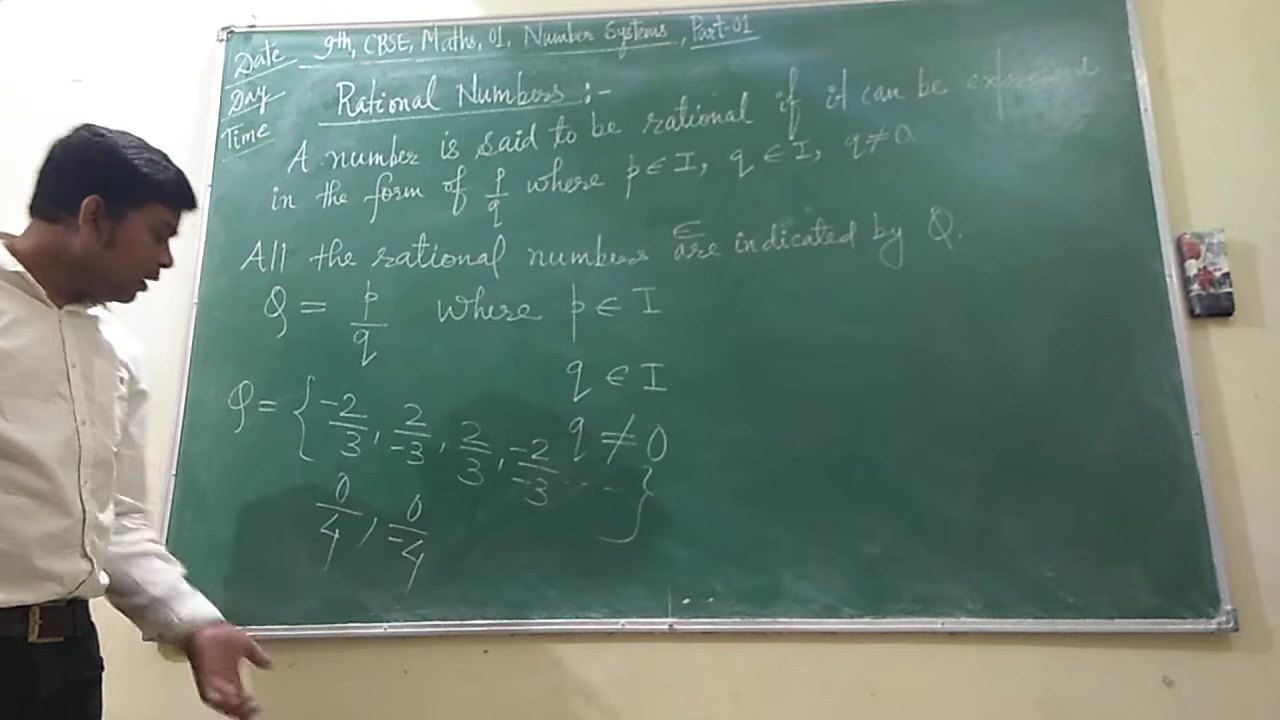 Date 9th, CBSE, Maths, 01, Number Systems, Part-01
Day Rational Numbers :-
Time
A number is said to be rational if it can be expressed
in the form of p/q where p ∈ I, q ∈ I, q ≠ 0
∈
All the rational numbers are indicated by Q.
Q = p/q where p ∈ I
q ∈ I
q ≠ 0
Q = { -2/3, 2/-3, 2/3, -2/-3 ..... }
0/4, 0/-4